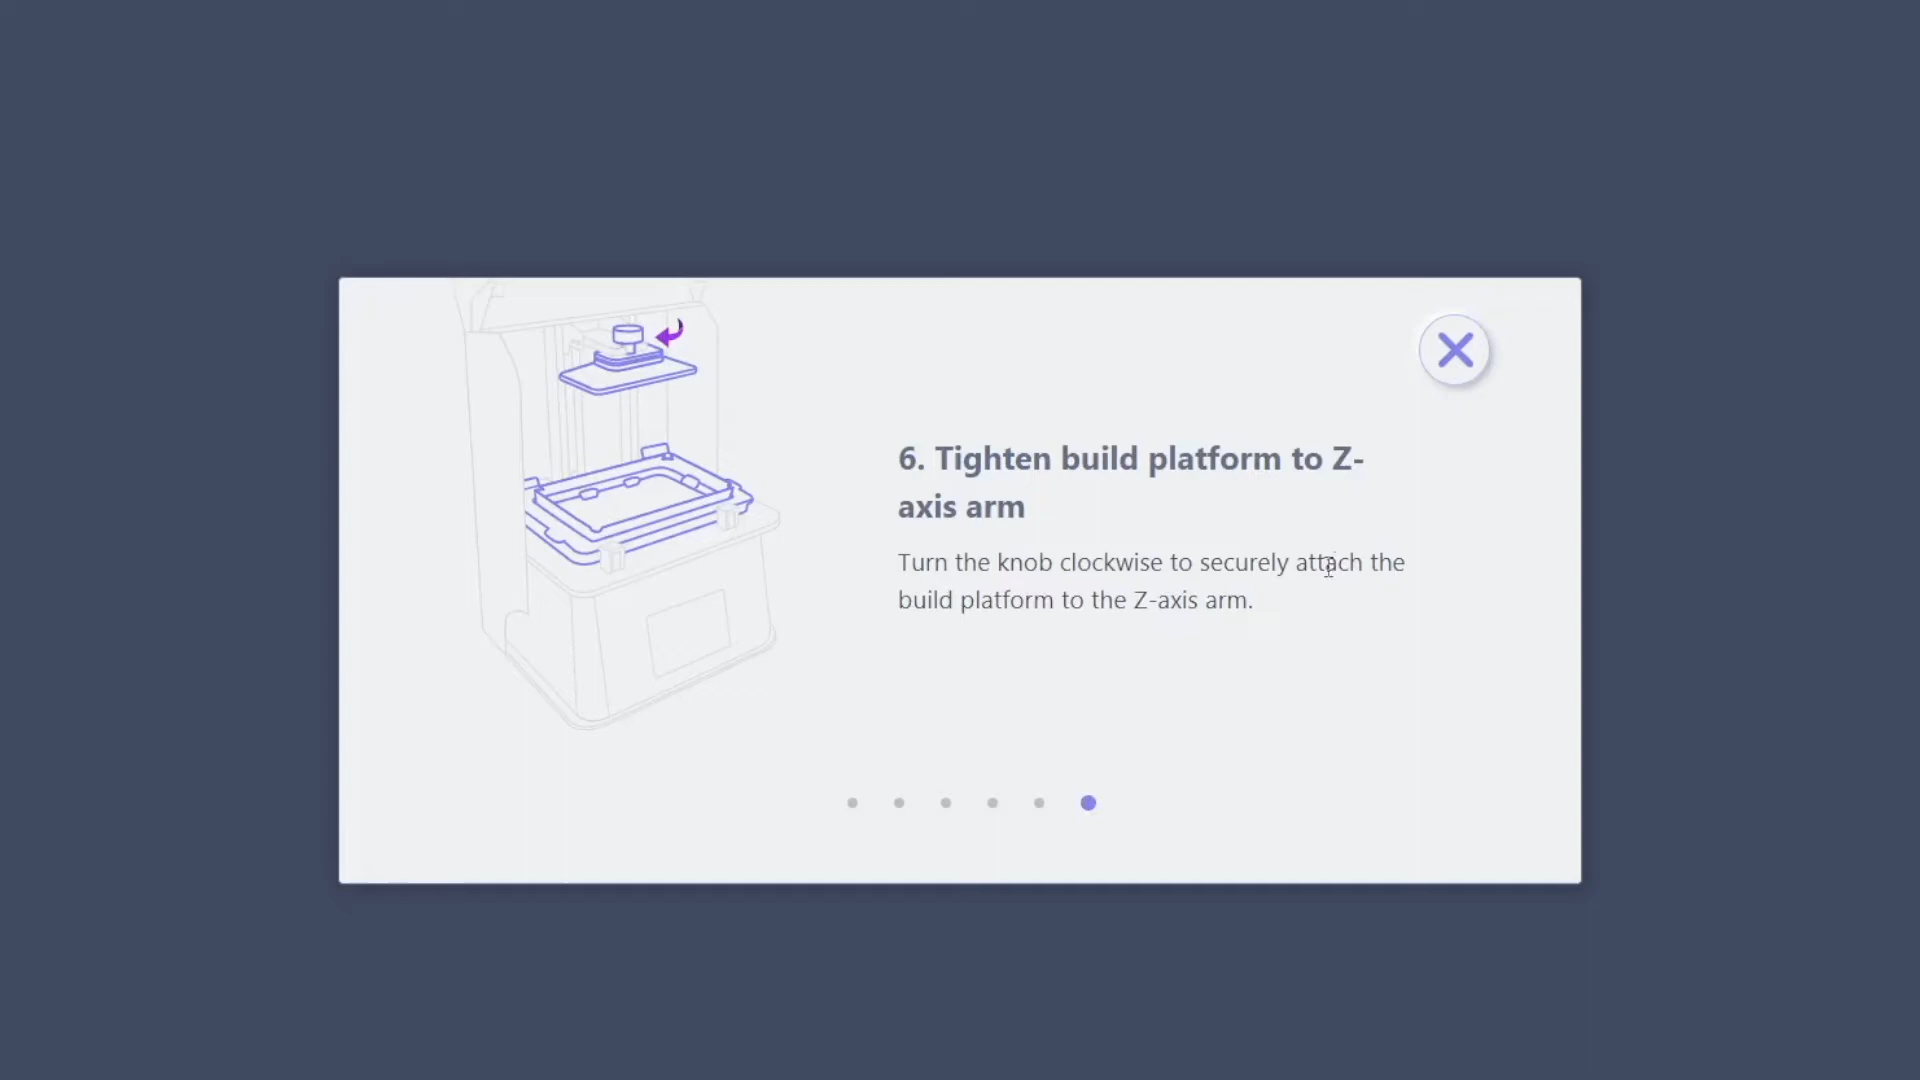 6. Tighten build platform to Z-
axis arm
Turn the knob clockwise to securely attach the
build platform to the Z-axis arm.